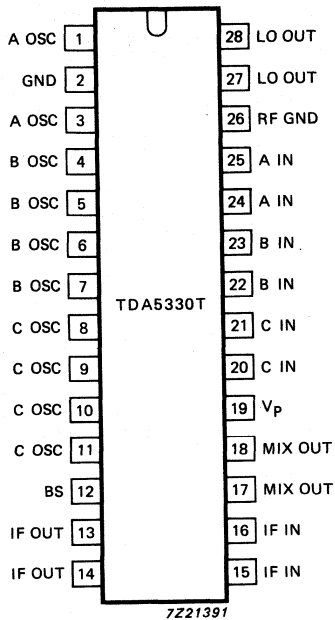 A OSC 1
GND 2
A OSC 3
B OSC 4
B OSC 5
B OSC 6
B OSC 7
C OSC 8
C OSC 9
C OSC 10
C OSC 11
BS 12
IF OUT 13
IF OUT 14
TDA5330T
28 LO OUT
27 LO OUT
26 RF GND
25 A IN
24 A IN
23 B IN
22 B IN
21 C IN
20 C IN
19 VP
18 MIX OUT
17 MIX OUT
16 IF IN
15 IF IN
7Z21391